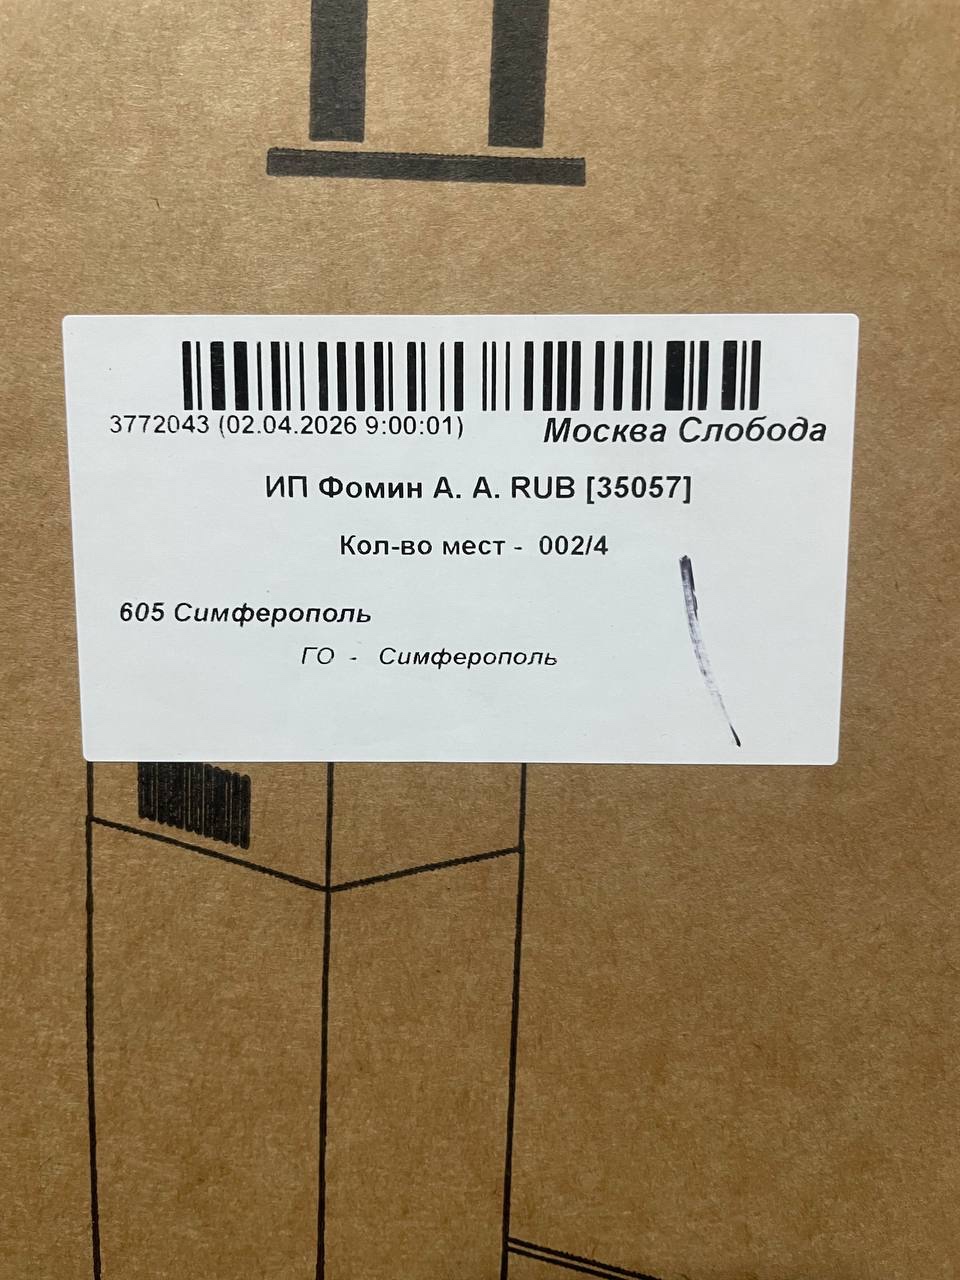 3772043 (02.04.2026 9:00:01)
Москва Слобода
ИП Фомин А. А. RUB [35057]
Кол-во мест - 002/4
605 Симферополь
ГО - Симферополь